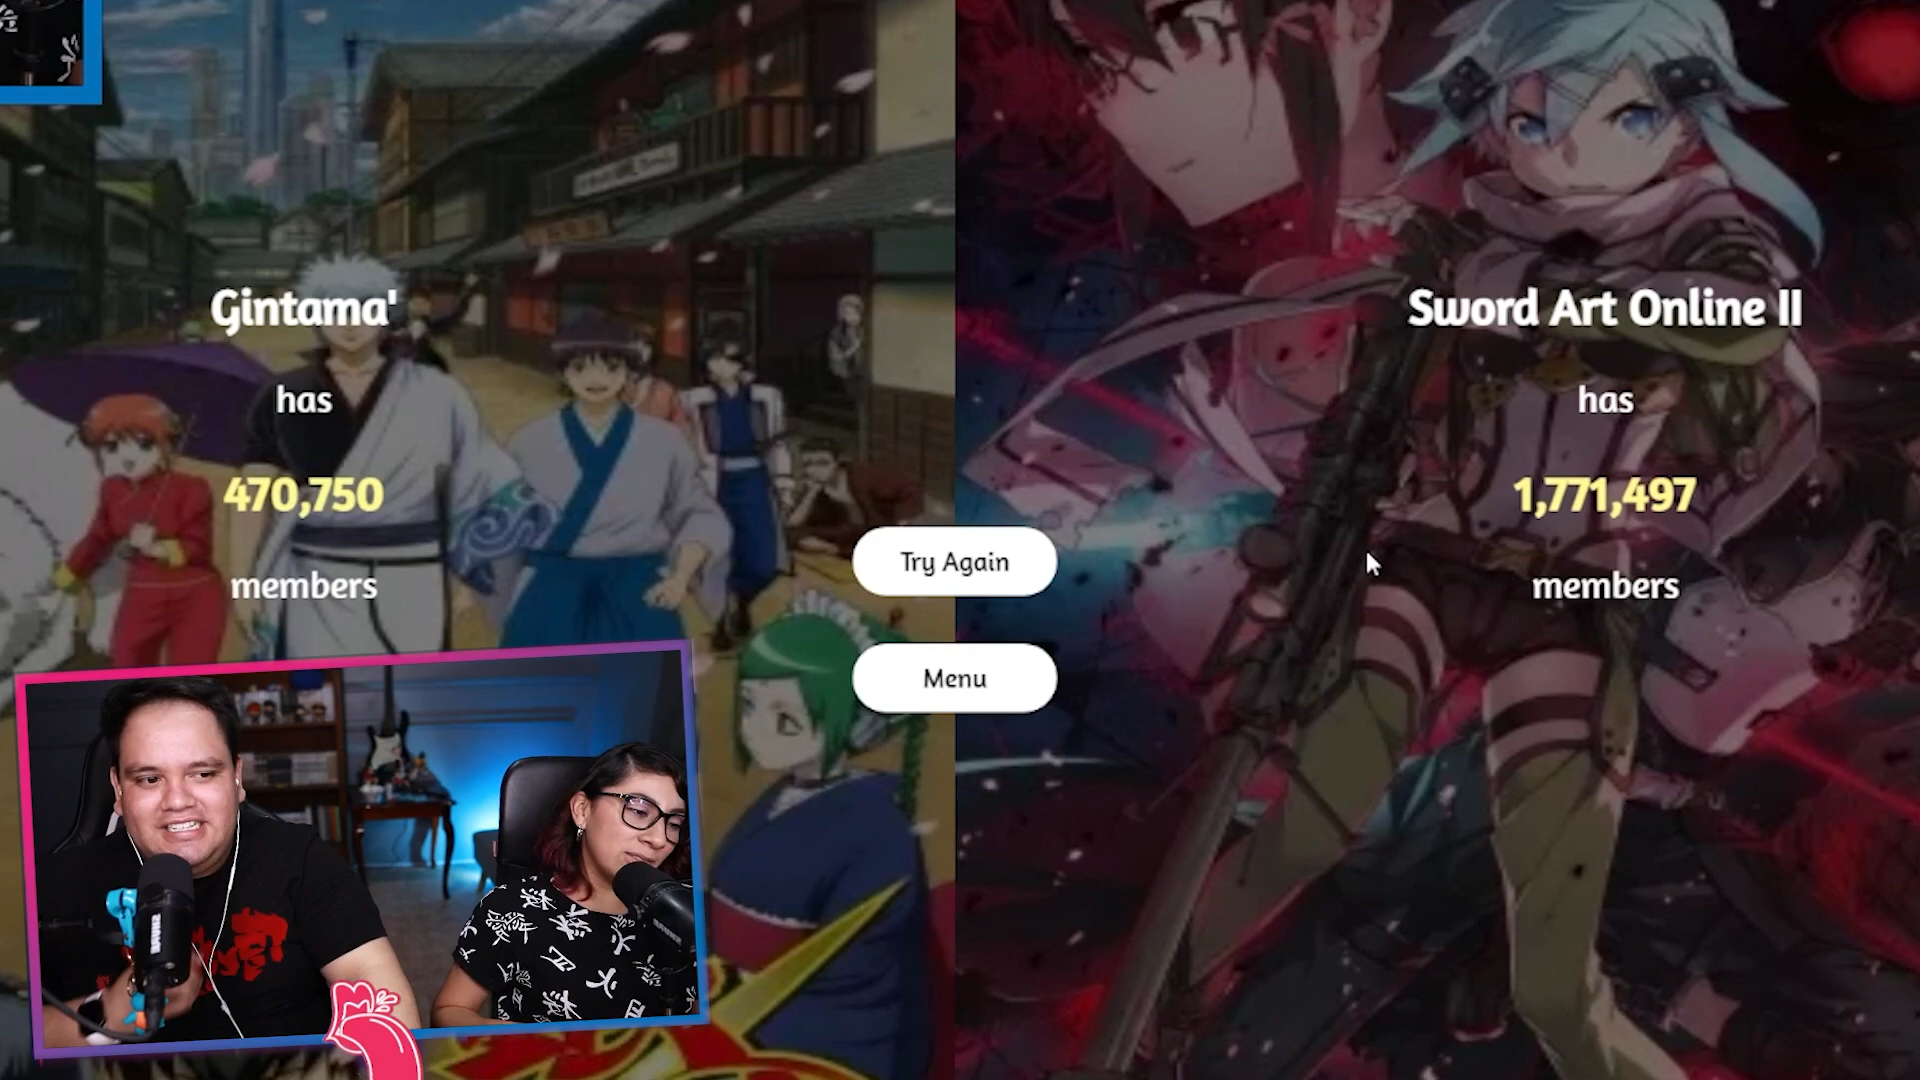 Gintama'
has
470,750
members
Sword Art Online II
has
1,771,497
members
Try Again
Menu